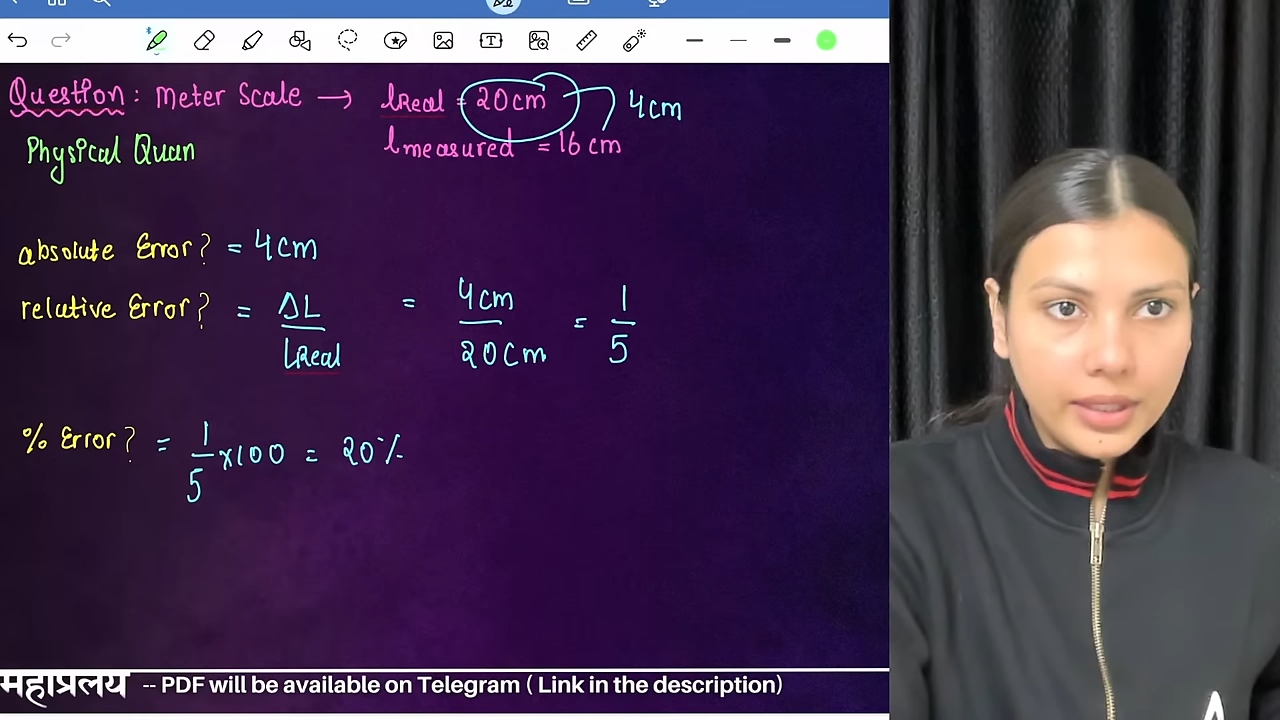 Question: Meter Scale → lReal = 20cm 4cm
Physical Quan lmeasured = 16 cm
absolute Error? = 4cm
relative Error? = ΔL / lReal = 4cm / 20cm = 1 / 5
% Error? = 1/5 ×100 = 20%
महाप्रलय -- PDF will be available on Telegram ( Link in the description)